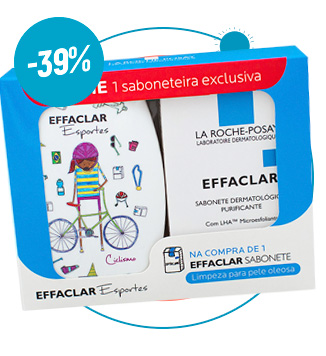 -39%
E 1 saboneteira exclusiva
EFFACLAR
Esportes
Ciclismo
LA ROCHE-POSAY
LABORATOIRE DERMATOLOGIQUE
EFFACLAR
SABONETE DERMATOLÓGICO
PURIFICANTE
Com LHA™ Microesfoliante
NA COMPRA DE 1
EFFACLAR SABONETE
Limpeza para pele oleosa
EFFACLAR Esportes